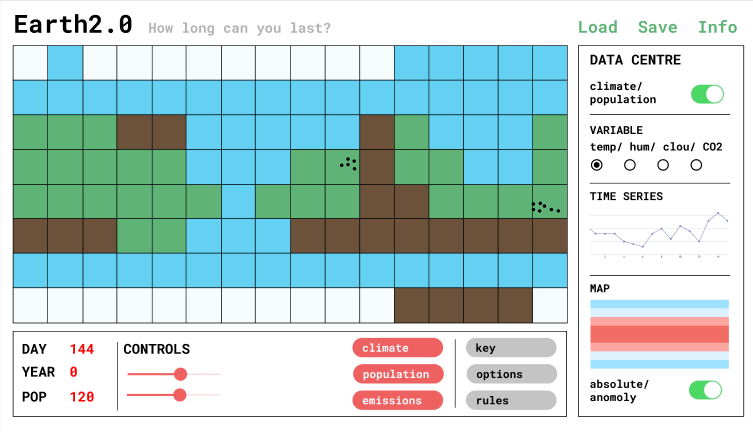 Earth2.0 How long can you last? Load Save Info
DATA CENTRE
climate/
population
VARIABLE
temp/ hum/ clou/ CO2
TIME SERIES
MAP
absolute/
anomoly
DAY 144
YEAR 0
POP 120
CONTROLS
climate
population
emissions
key
options
rules